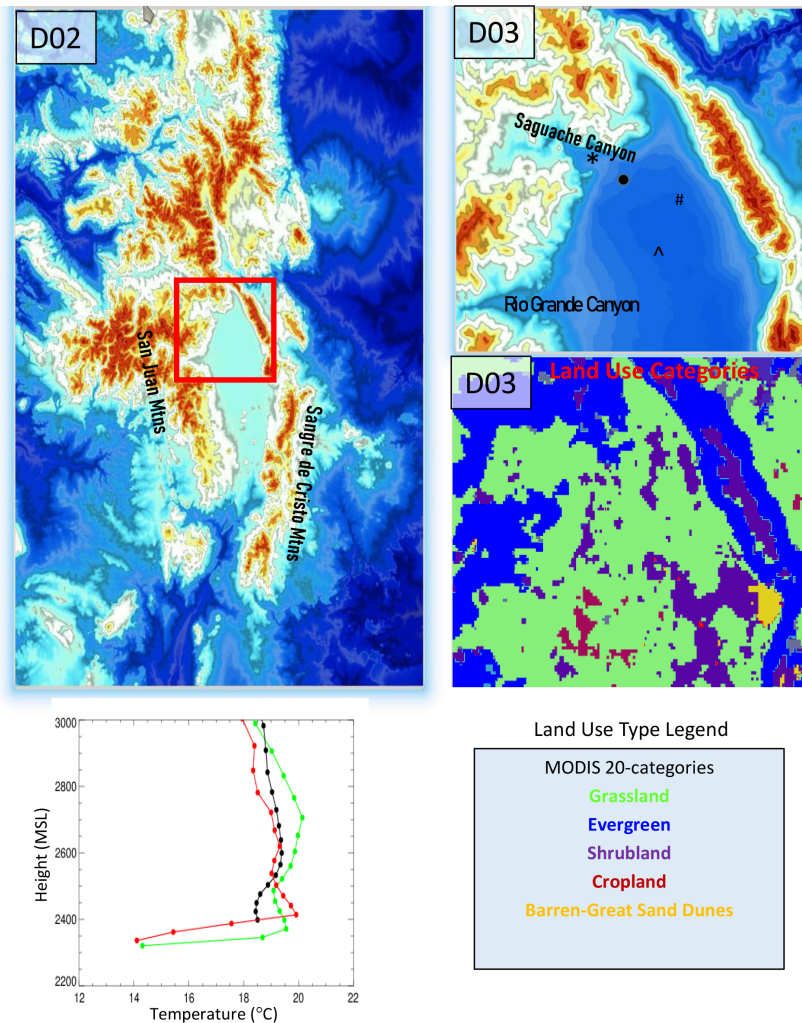 D02
San Juan Mtns
Sangre de Cristo Mtns
D03
Saguache Canyon
*
#
^
Rio Grande Canyon
D03
Land Use Categories
3000
2800
2600
2400
2200
Height (MSL)
12 14 16 18 20 22
Temperature (°C)
Land Use Type Legend
MODIS 20-categories
Grassland
Evergreen
Shrubland
Cropland
Barren-Great Sand Dunes